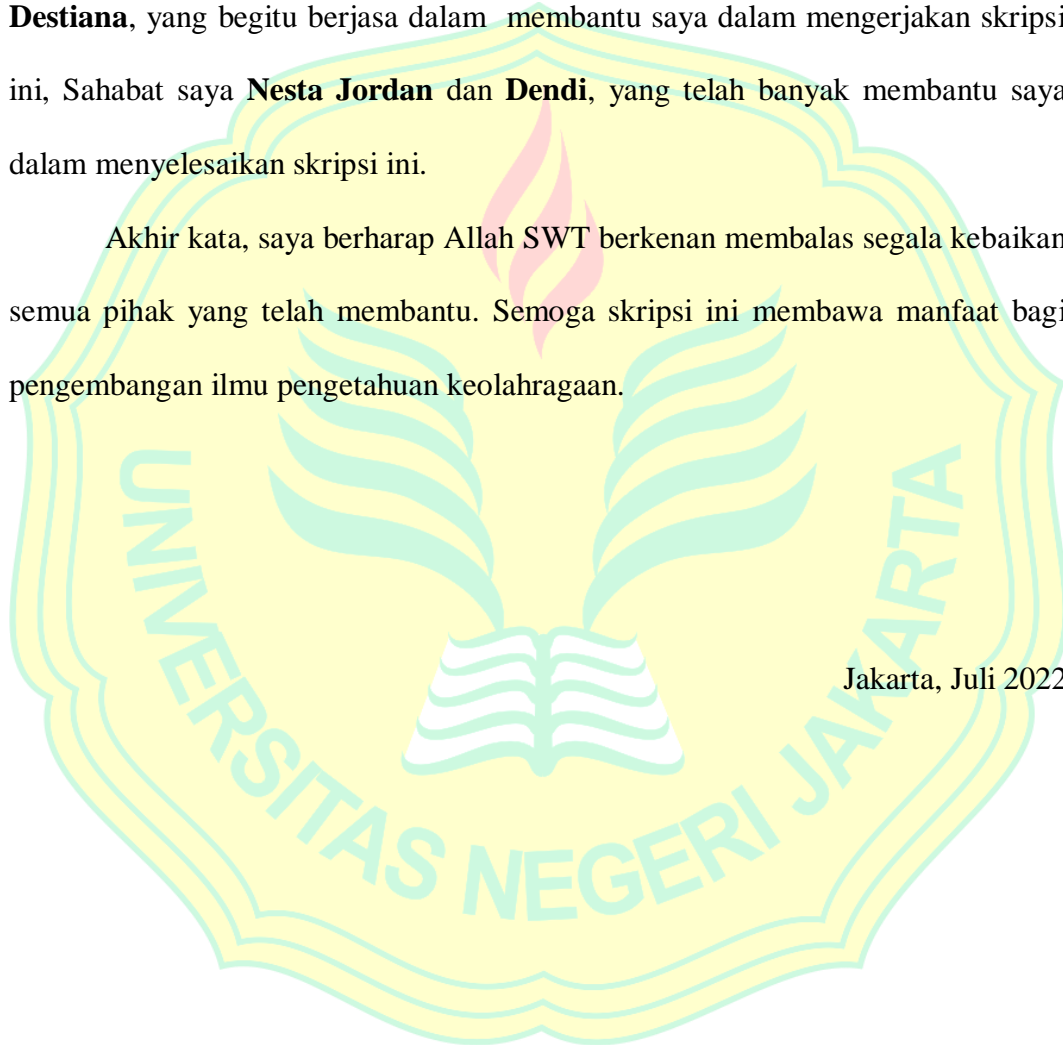 Destiana, yang begitu berjasa dalam membantu saya dalam mengerjakan skripsi
ini, Sahabat saya Nesta Jordan dan Dendi, yang telah banyak membantu saya
dalam menyelesaikan skripsi ini.
Akhir kata, saya berharap Allah SWT berkenan membalas segala kebaikan
semua pihak yang telah membantu. Semoga skripsi ini membawa manfaat bagi
pengembangan ilmu pengetahuan keolahragaan.
Jakarta, Juli 2022
UNIVERSITAS NEGERI JAKARTA